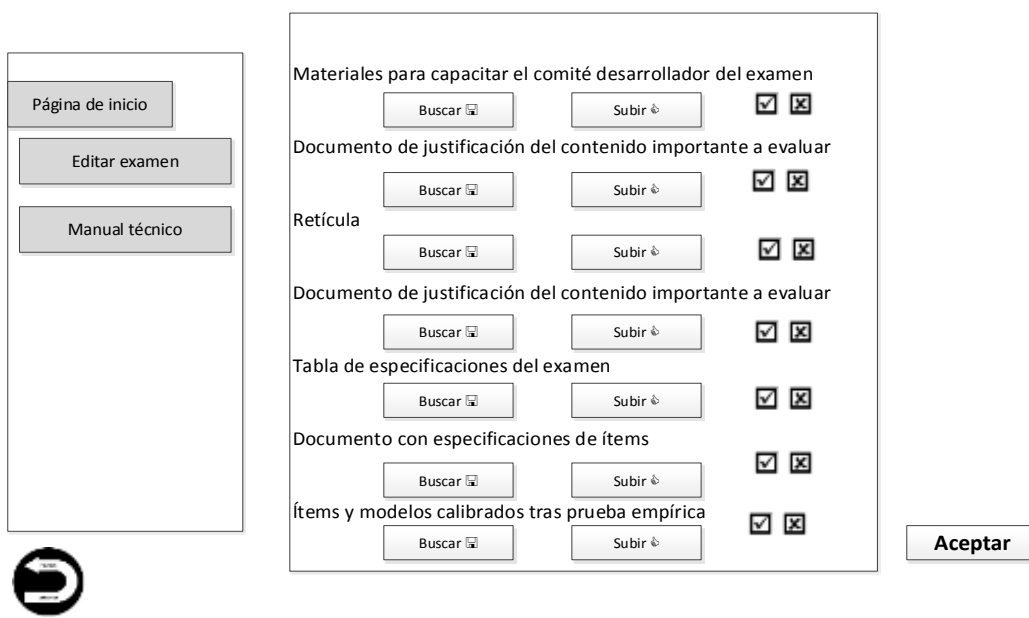 Página de inicio
Editar examen
Manual técnico
Materiales para capacitar el comité desarrollador del examen
Buscar Subir
Documento de justificación del contenido importante a evaluar
Buscar Subir
Retícula
Buscar Subir
Documento de justificación del contenido importante a evaluar
Buscar Subir
Tabla de especificaciones del examen
Buscar Subir
Documento con especificaciones de ítems
Buscar Subir
Ítems y modelos calibrados tras prueba empírica
Buscar Subir
Aceptar